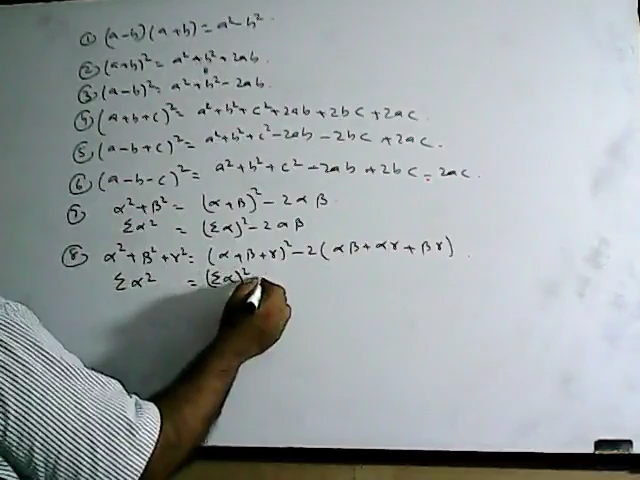 ① (a-b)(a+b) = a² b².
② (a+b)² = a² + b² + 2ab.
③ (a-b)² = a² + b² - 2ab.
④ (a+b+c)² = a² + b² + c² + 2ab + 2bc + 2ac.
⑤ (a-b+c)² = a² + b² + c² - 2ab - 2bc + 2ac.
⑥ (a-b-c)² = a² + b² + c² - 2ab + 2bc - 2ac.
⑦ α² + β² = (α+β)² - 2αβ
Σα² = (Σα)² - 2αβ
⑧ α² + β² + γ² = (α+β+γ)² - 2(αβ + αγ + βγ).
Σα² = (Σα)²